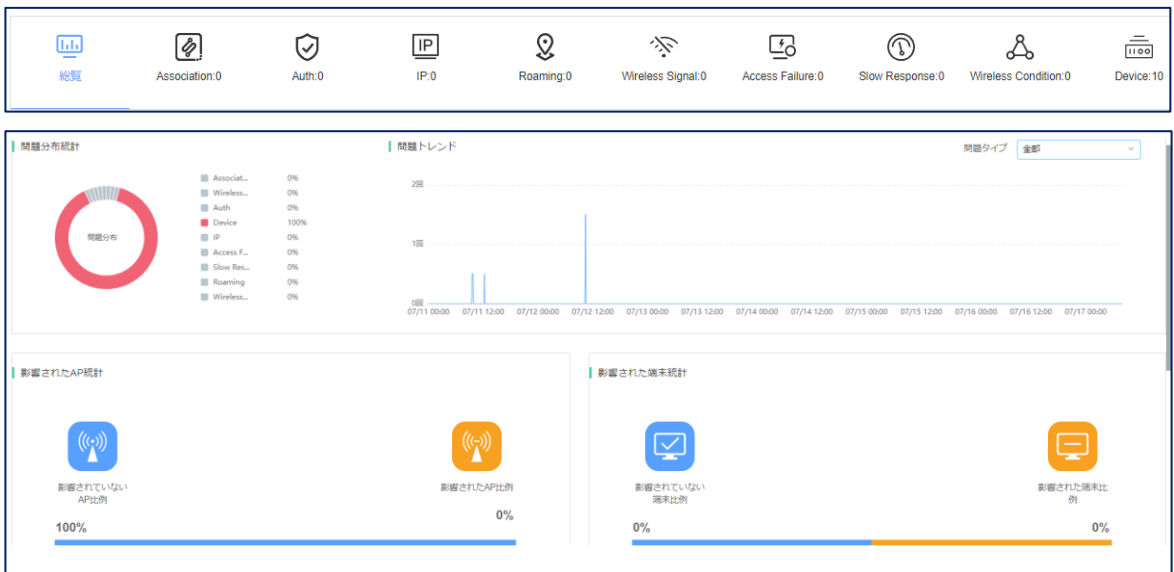 総覧
Association:0
Auth:0
IP
IP:0
Roaming:0
Wireless Signal:0
Access Failure:0
Slow Response:0
Wireless Condition:0
1100
Device:10
問題分布統計
問題分布
Associat... 0%
Wireless... 0%
Auth 0%
Device 100%
IP 0%
Access F... 0%
Slow Res... 0%
Roaming 0%
Wireless... 0%
問題トレンド
問題タイプ 全部
2回
1回
0回
07/11 00:00 07/11 12:00 07/12 00:00 07/12 12:00 07/13 00:00 07/13 12:00 07/14 00:00 07/14 12:00 07/15 00:00 07/15 12:00 07/16 00:00 07/16 12:00 07/17 00:00
影響されたAP統計
影響されていない
AP比例
100%
影響されたAP比例
0%
影響された端末統計
影響されていない
端末比例
0%
影響された端末比
例
0%